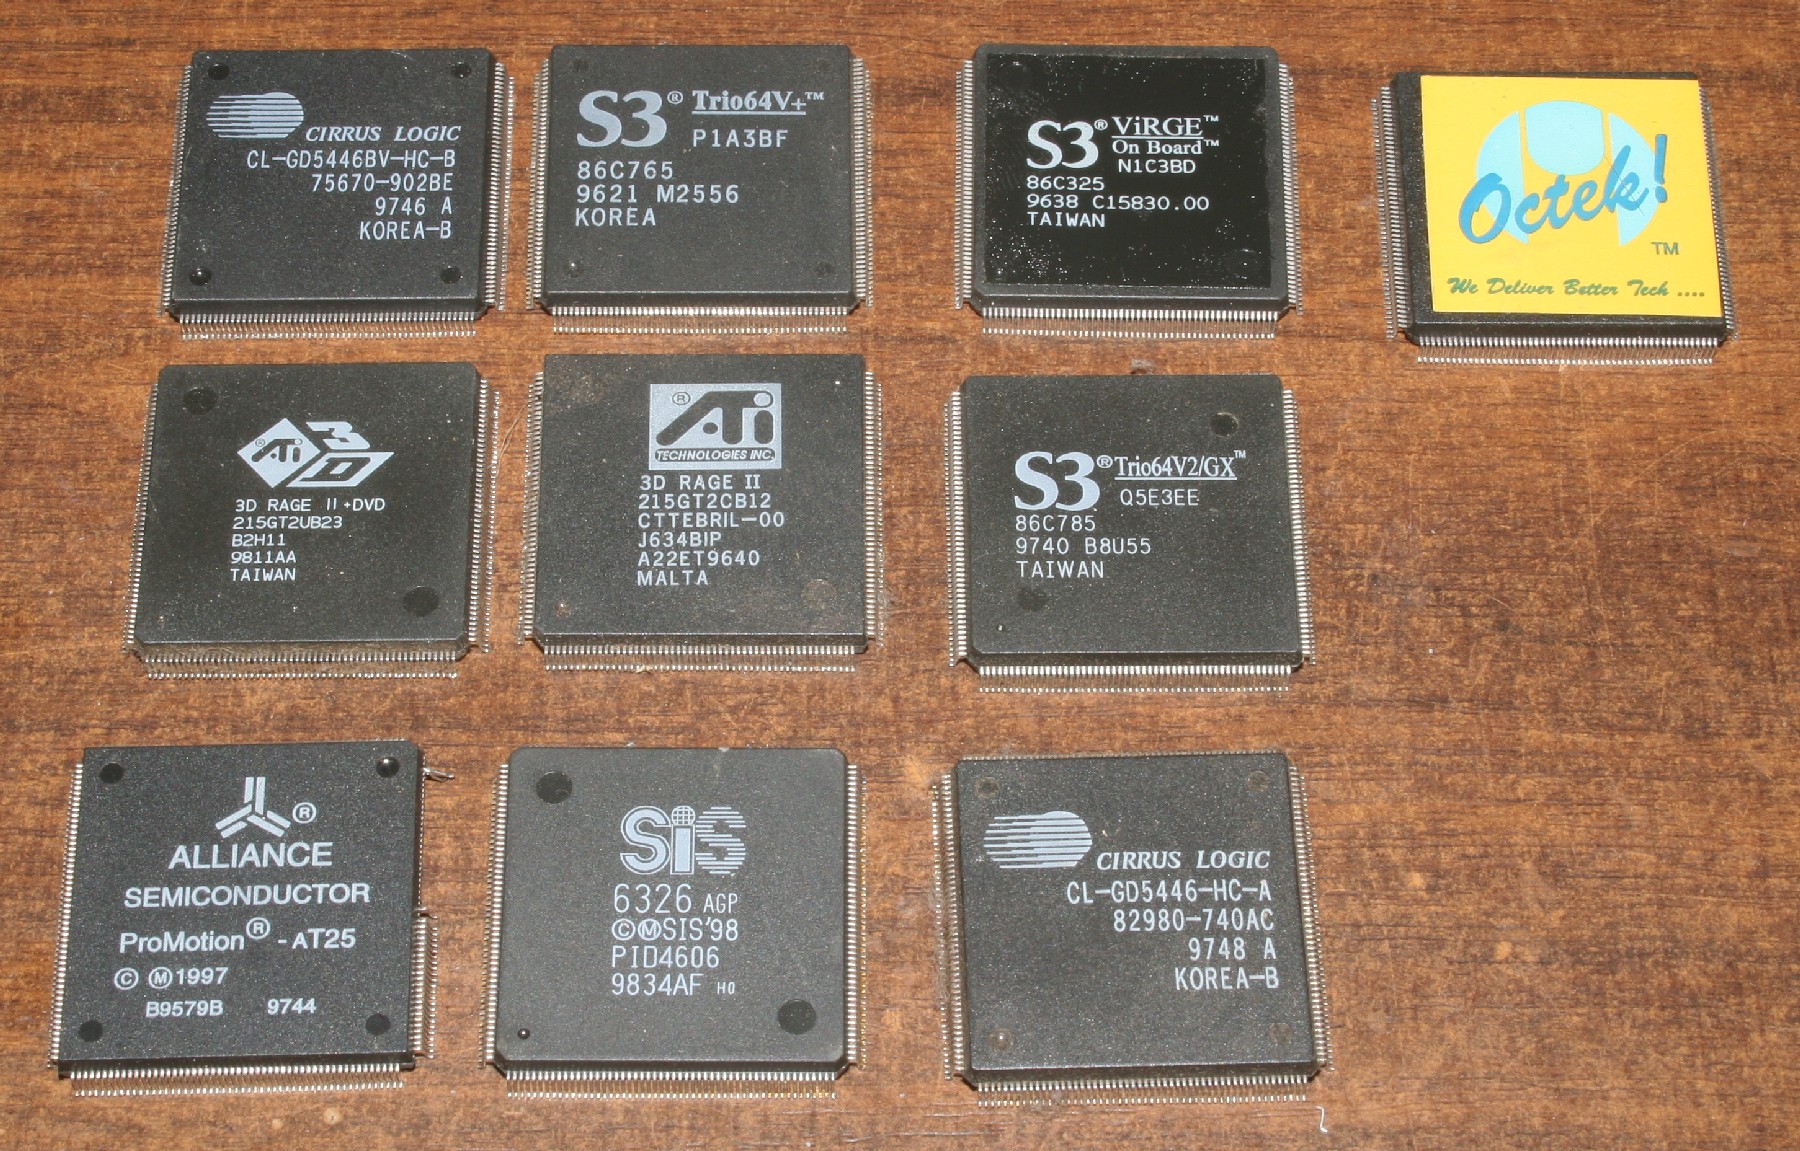 CIRRUS LOGIC
CL-GD5446BV-HC-B
75670-902BE
9746 A
KOREA-B
S3® Trio64V+™
P1A3BF
86C765
9621 M2556
KOREA
S3® ViRGE™
On Board™
N1C3BD
86C325
9638 C15830.00
TAIWAN
Octek!
TM
We Deliver Better Tech ....
® ATi 3D
3D RAGE II+DVD
215GT2UB23
B2H11
9811AA
TAIWAN
® ATi
TECHNOLOGIES INC.
3D RAGE II
215GT2CB12
CTTEBRIL-00
J634BIP
A22ET9640
MALTA
S3® Trio64V2/GX™
Q5E3EE
86C785
9740 B8U55
TAIWAN
®
ALLIANCE
SEMICONDUCTOR
ProMotion® -AT25
© Ⓜ 1997
B9579B 9744
SiS
6326 AGP
©ⓂSIS'98
PID4606
9834AF HO
CIRRUS LOGIC
CL-GD5446-HC-A
82980-740AC
9748 A
KOREA-B